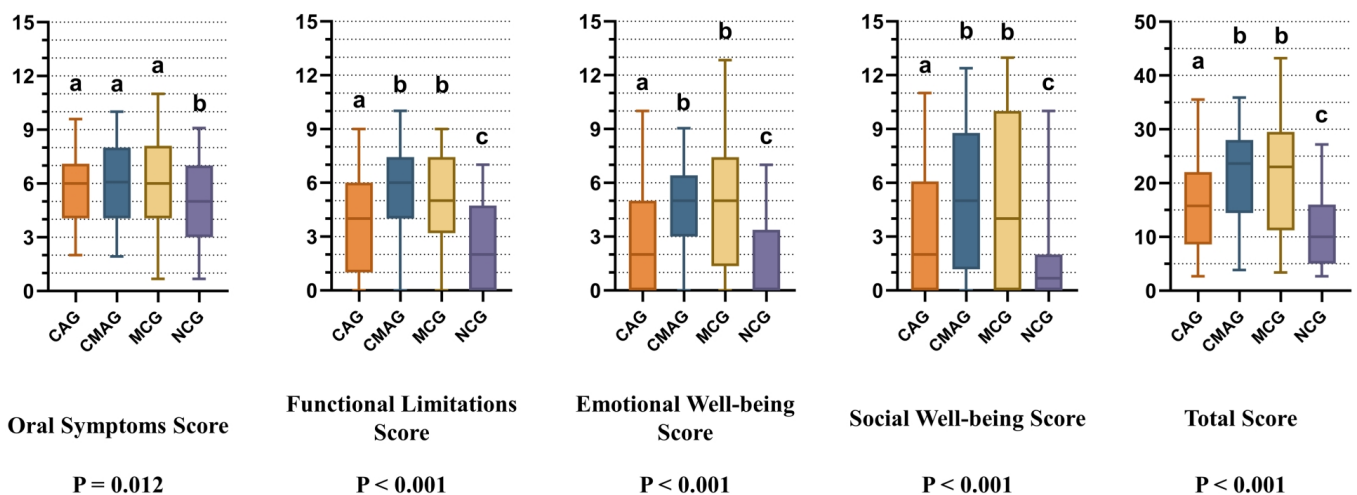 15
12
9
6
3
0
a
a
a
b
CAG
CMAG
MCG
NCG
Oral Symptoms Score
P = 0.012
15
12
9
6
3
0
a
b
b
c
CAG
CMAG
MCG
NCG
Functional Limitations
Score
P < 0.001
15
12
9
6
3
0
a
b
b
c
CAG
CMAG
MCG
NCG
Emotional Well-being
Score
P < 0.001
15
12
9
6
3
0
a
b
b
c
CAG
CMAG
MCG
NCG
Social Well-being Score
P < 0.001
50
40
30
20
10
0
a
b
b
c
CAG
CMAG
MCG
NCG
Total Score
P < 0.001